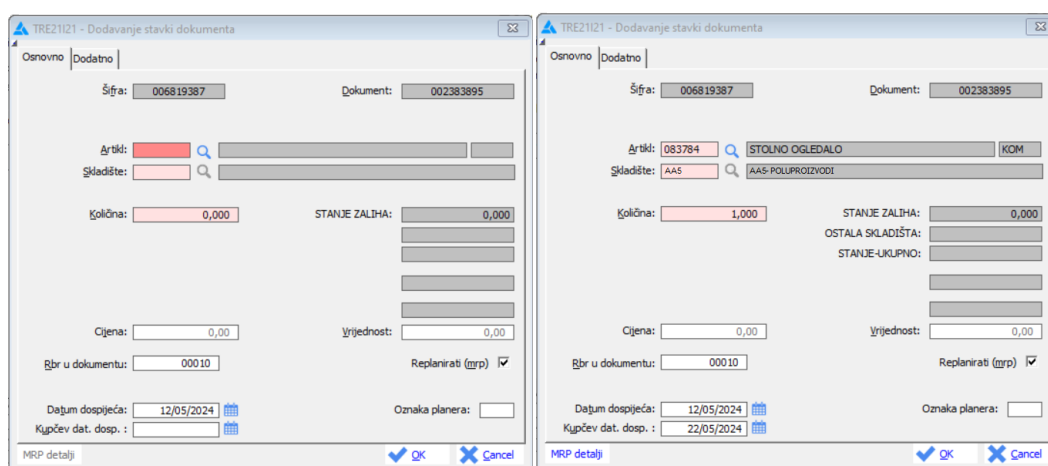 TRE21I21 - Dodavanje stavki dokumenta
Osnovno Dodatno
Šifra: 006819387 Dokument: 002383895
Artikl:
Skladište:
Količina: 0,000 STANJE ZALIHA: 0,000
Cijena: 0,00 Vrijednost: 0,00
Rbr u dokumentu: 00010 Replanirati (mrp)
Datum dospijeća: 12/05/2024 Oznaka planera:
Kupčev dat. dosp. :
MRP detalji OK Cancel
TRE21I21 - Dodavanje stavki dokumenta
Osnovno Dodatno
Šifra: 006819387 Dokument: 002383895
Artikl: 083784 STOLNO OGLEDALO KOM
Skladište: AA5 AA5-POLUPROIZVODI
Količina: 1,000 STANJE ZALIHA: 0,000
OSTALA SKLADIŠTA:
STANJE-UKUPNO:
Cijena: 0,00 Vrijednost: 0,00
Rbr u dokumentu: 00010 Replanirati (mrp)
Datum dospijeća: 12/05/2024 Oznaka planera:
Kupčev dat. dosp. : 22/05/2024
MRP detalji OK Cancel